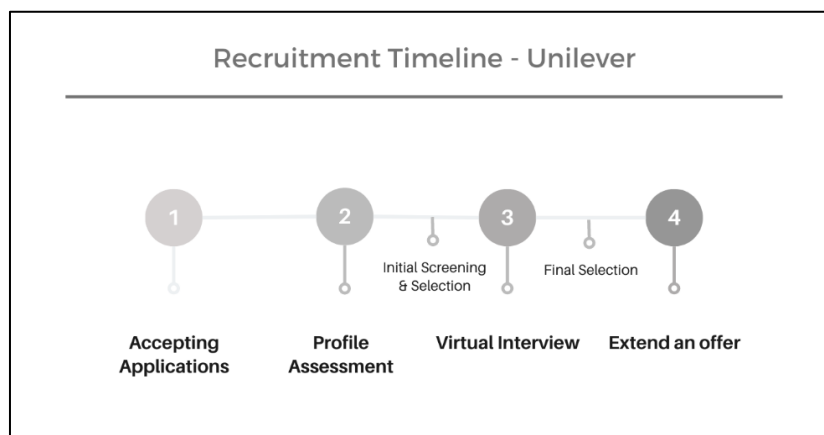 Recruitment Timeline - Unilever
1
2
3
4
Initial Screening
& Selection
Final Selection
Accepting
Applications
Profile
Assessment
Virtual Interview
Extend an offer